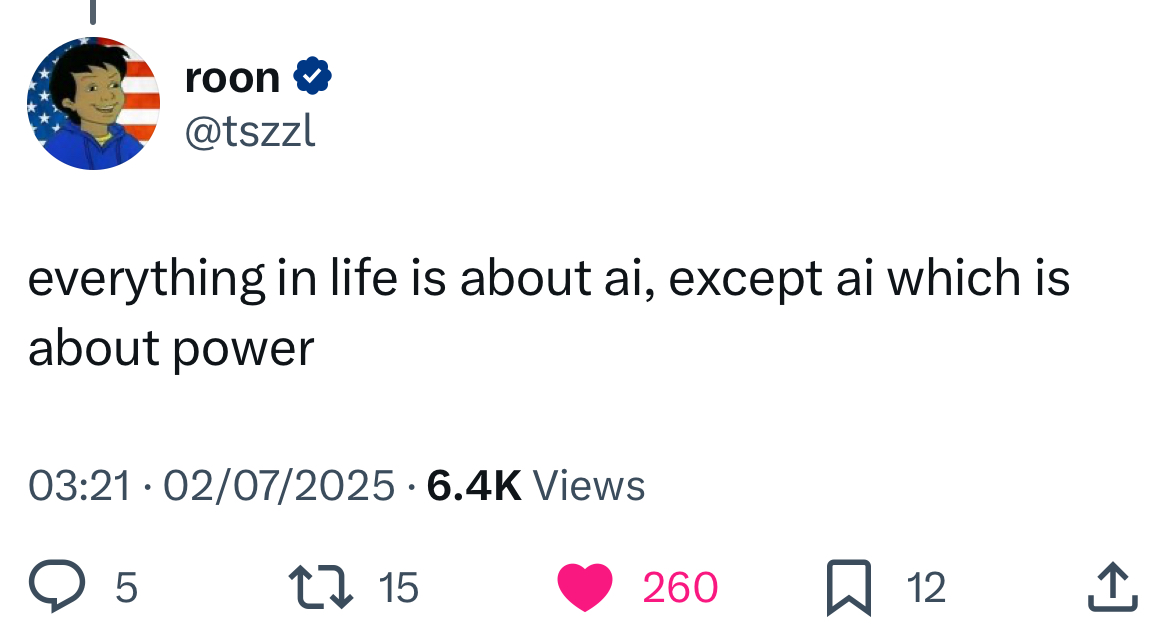 roon
@tszzl
everything in life is about ai, except ai which is
about power
03:21 · 02/07/2025 · 6.4K Views
5 15 260 12